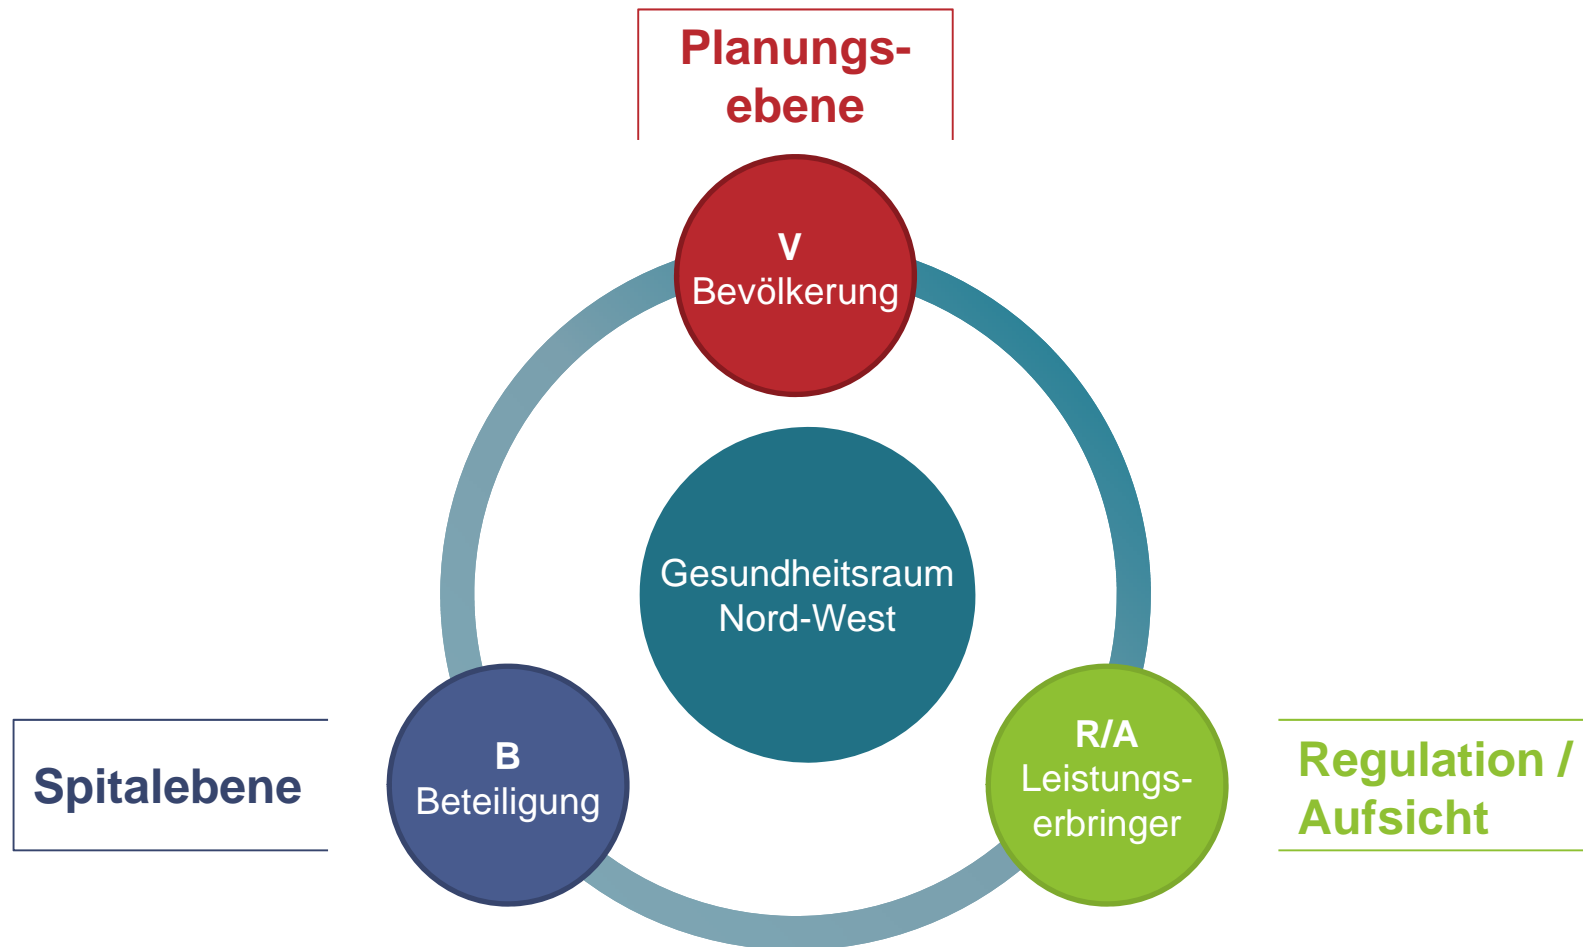 Planungs-
ebene
V
Bevölkerung
Gesundheitsraum
Nord-West
Spitalebene
B
Beteiligung
R/A
Leistungs-
erbringer
Regulation /
Aufsicht